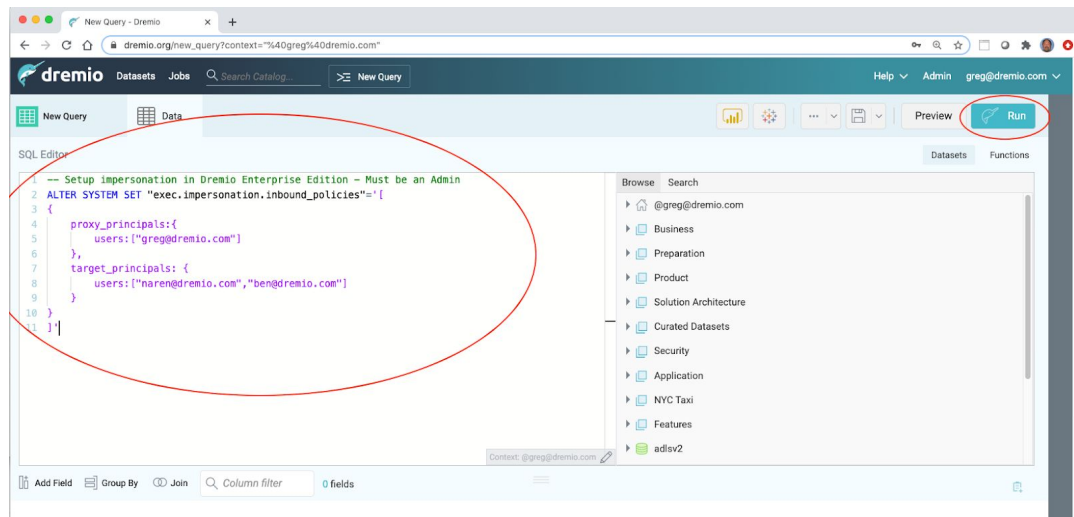 New Query - Dremio
dremio.org/new_query?context="%40greg%40dremio.com"
dremio Datasets Jobs Search Catalog... New Query Help Admin greg@dremio.com
New Query Data ... Preview Run
SQL Editor Datasets Functions
1 -- Setup impersonation in Dremio Enterprise Edition – Must be an Admin
2 ALTER SYSTEM SET "exec.impersonation.inbound_policies"='[
3 {
4 proxy_principals:{
5 users:["greg@dremio.com"]
6 },
7 target_principals: {
8 users:["naren@dremio.com","ben@dremio.com"]
9 }
10 }
11 ]'
Browse Search
@greg@dremio.com
Business
Preparation
Product
Solution Architecture
Curated Datasets
Security
Application
NYC Taxi
Features
adlsv2
Context: @greg@dremio.com
Add Field Group By Join Column filter 0 fields